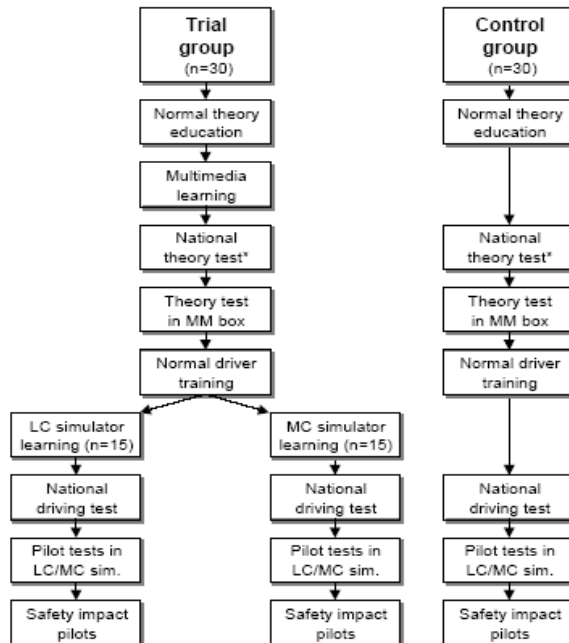 Trial
group
(n=30)
Control
group
(n=30)
Normal theory
education
Normal theory
education
Multimedia
learning
National
theory test*
National
theory test*
Theory test
in MM box
Theory test
in MM box
Normal driver
training
Normal driver
training
LC simulator
learning (n=15)
MC simulator
learning (n=15)
National
driving test
National
driving test
National
driving test
Pilot tests in
LC/MC sim.
Pilot tests in
LC/MC sim.
Pilot tests in
LC/MC sim.
Safety impact
pilots
Safety impact
pilots
Safety impact
pilots